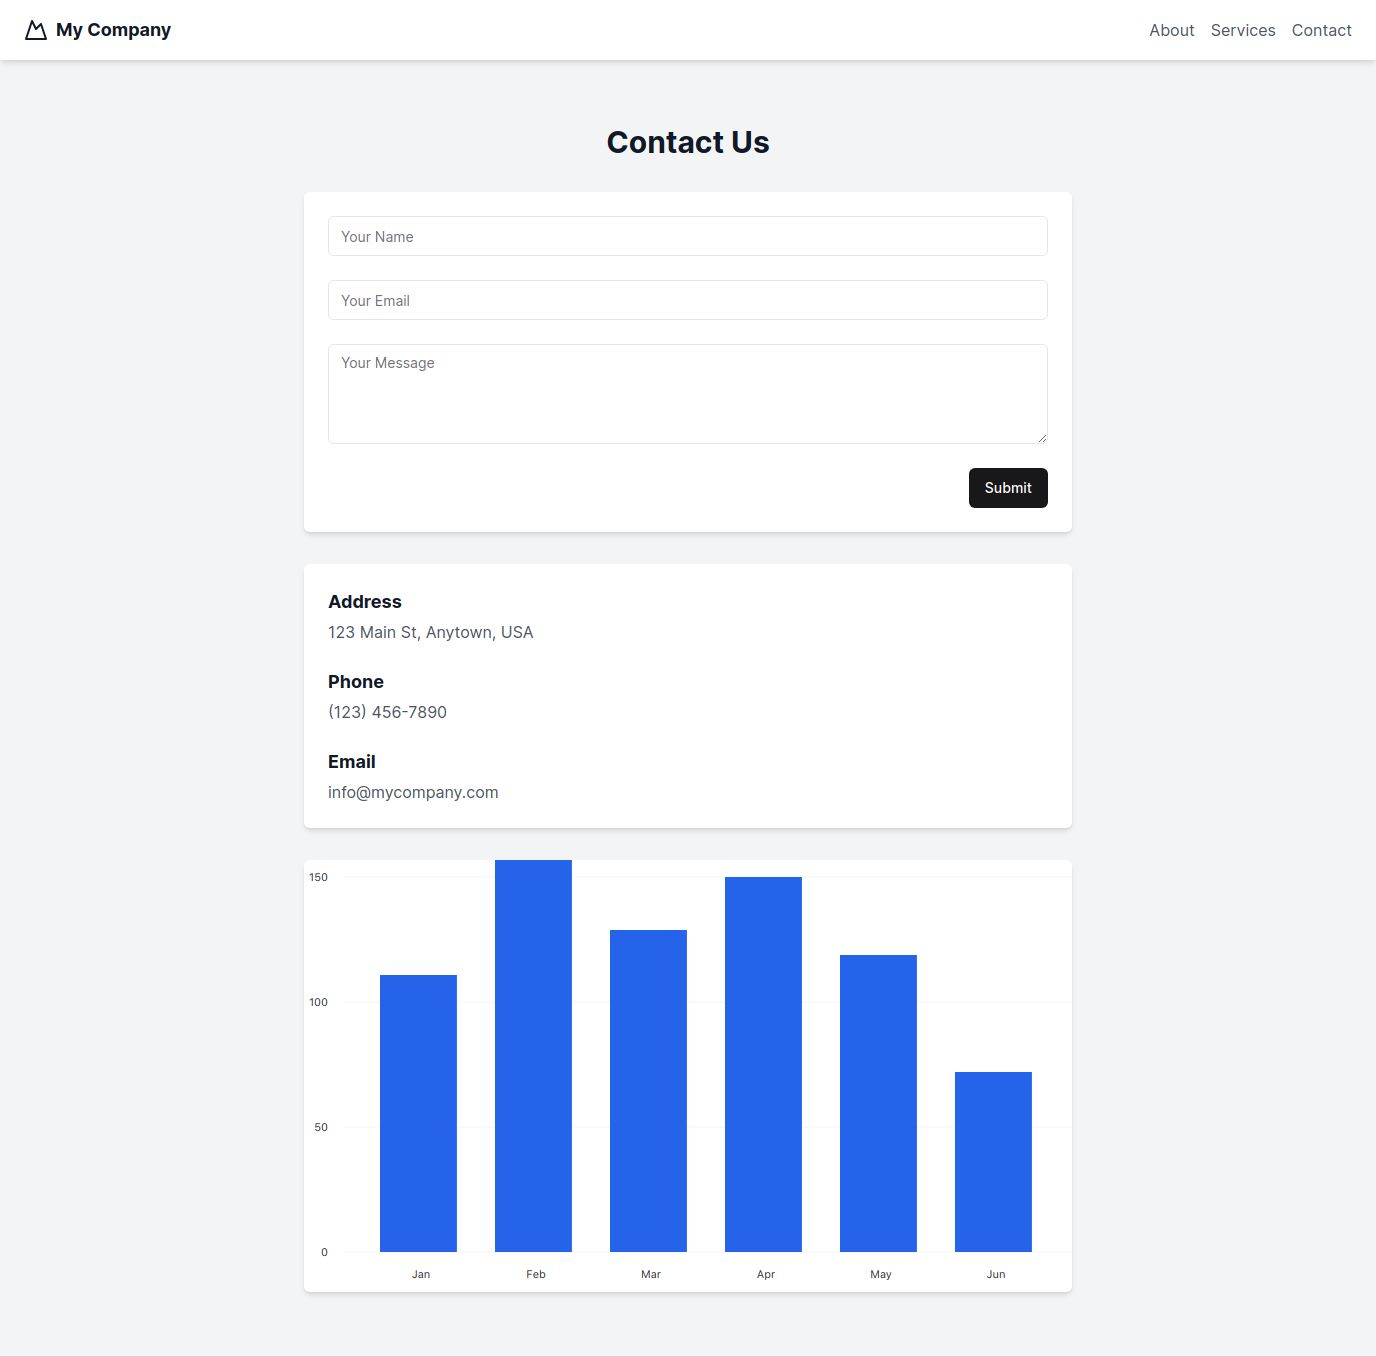 My Company
About Services Contact
Contact Us
Your Name
Your Email
Your Message
Submit
Address
123 Main St, Anytown, USA
Phone
(123) 456-7890
Email
info@mycompany.com
150
100
50
0
Jan Feb Mar Apr May Jun